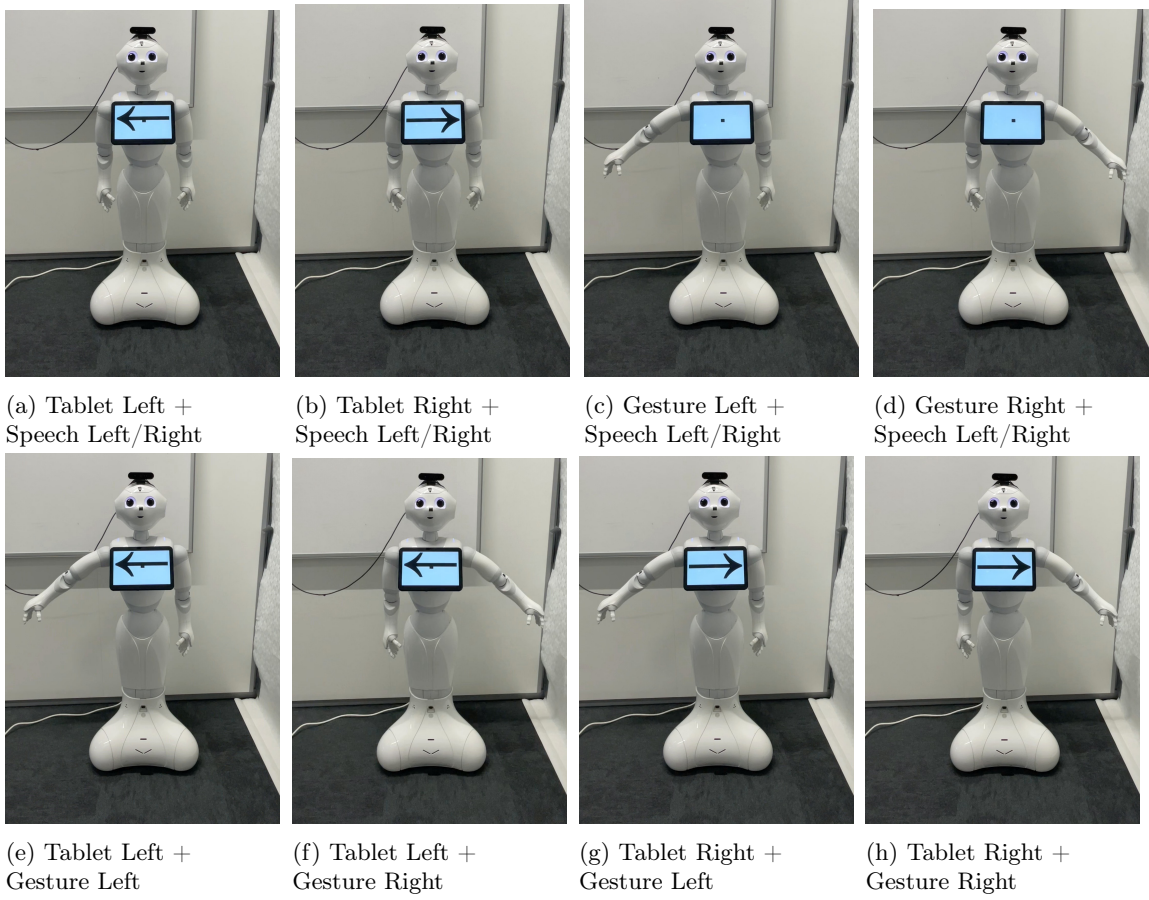 (a) Tablet Left +
Speech Left/Right
(b) Tablet Right +
Speech Left/Right
(c) Gesture Left +
Speech Left/Right
(d) Gesture Right +
Speech Left/Right
(e) Tablet Left +
Gesture Left
(f) Tablet Left +
Gesture Right
(g) Tablet Right +
Gesture Left
(h) Tablet Right +
Gesture Right